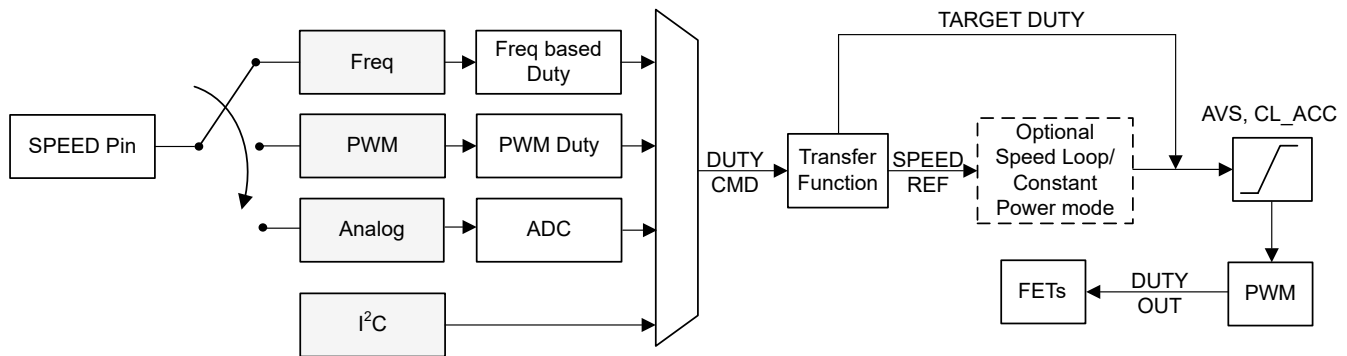 TARGET DUTY
Freq
Freq based
Duty
AVS, CL_ACC
SPEED Pin
PWM
PWM Duty
DUTY
CMD
Transfer
Function
SPEED
REF
Optional
Speed Loop/
Constant
Power mode
Analog
ADC
FETs
DUTY
OUT
PWM
I²C